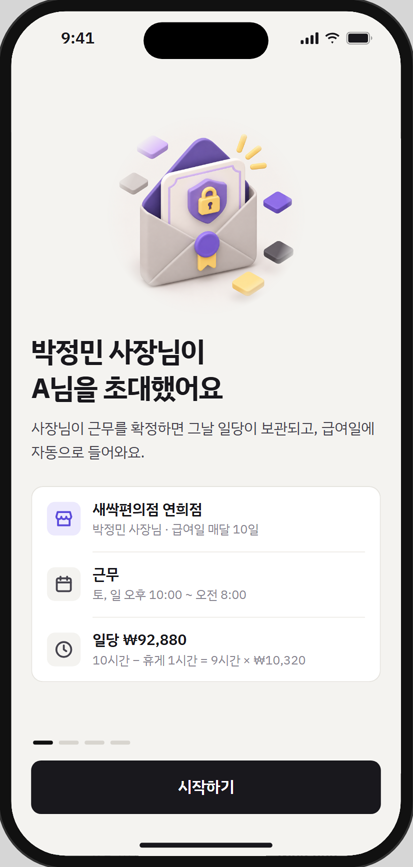 9:41
박정민 사장님이
A님을 초대했어요
사장님이 근무를 확정하면 그날 일당이 보관되고, 급여일에
자동으로 들어와요.
새싹편의점 연희점
박정민 사장님 · 급여일 매달 10일
근무
토, 일 오후 10:00 ~ 오전 8:00
일당 ₩92,880
10시간 − 휴게 1시간 = 9시간 × ₩10,320
시작하기